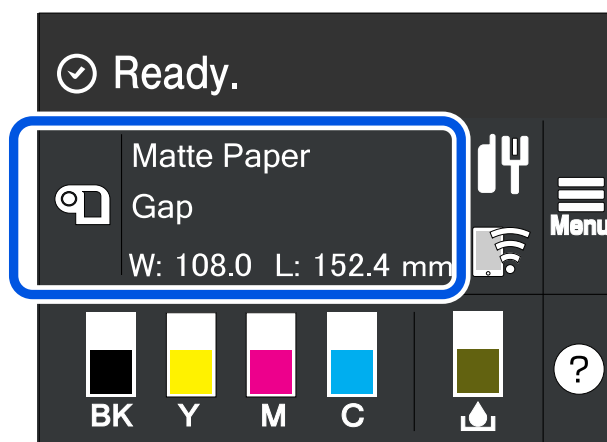 Ready.
Matte Paper
Gap
W: 108.0 L: 152.4 mm
Menu
BK Y M C
?